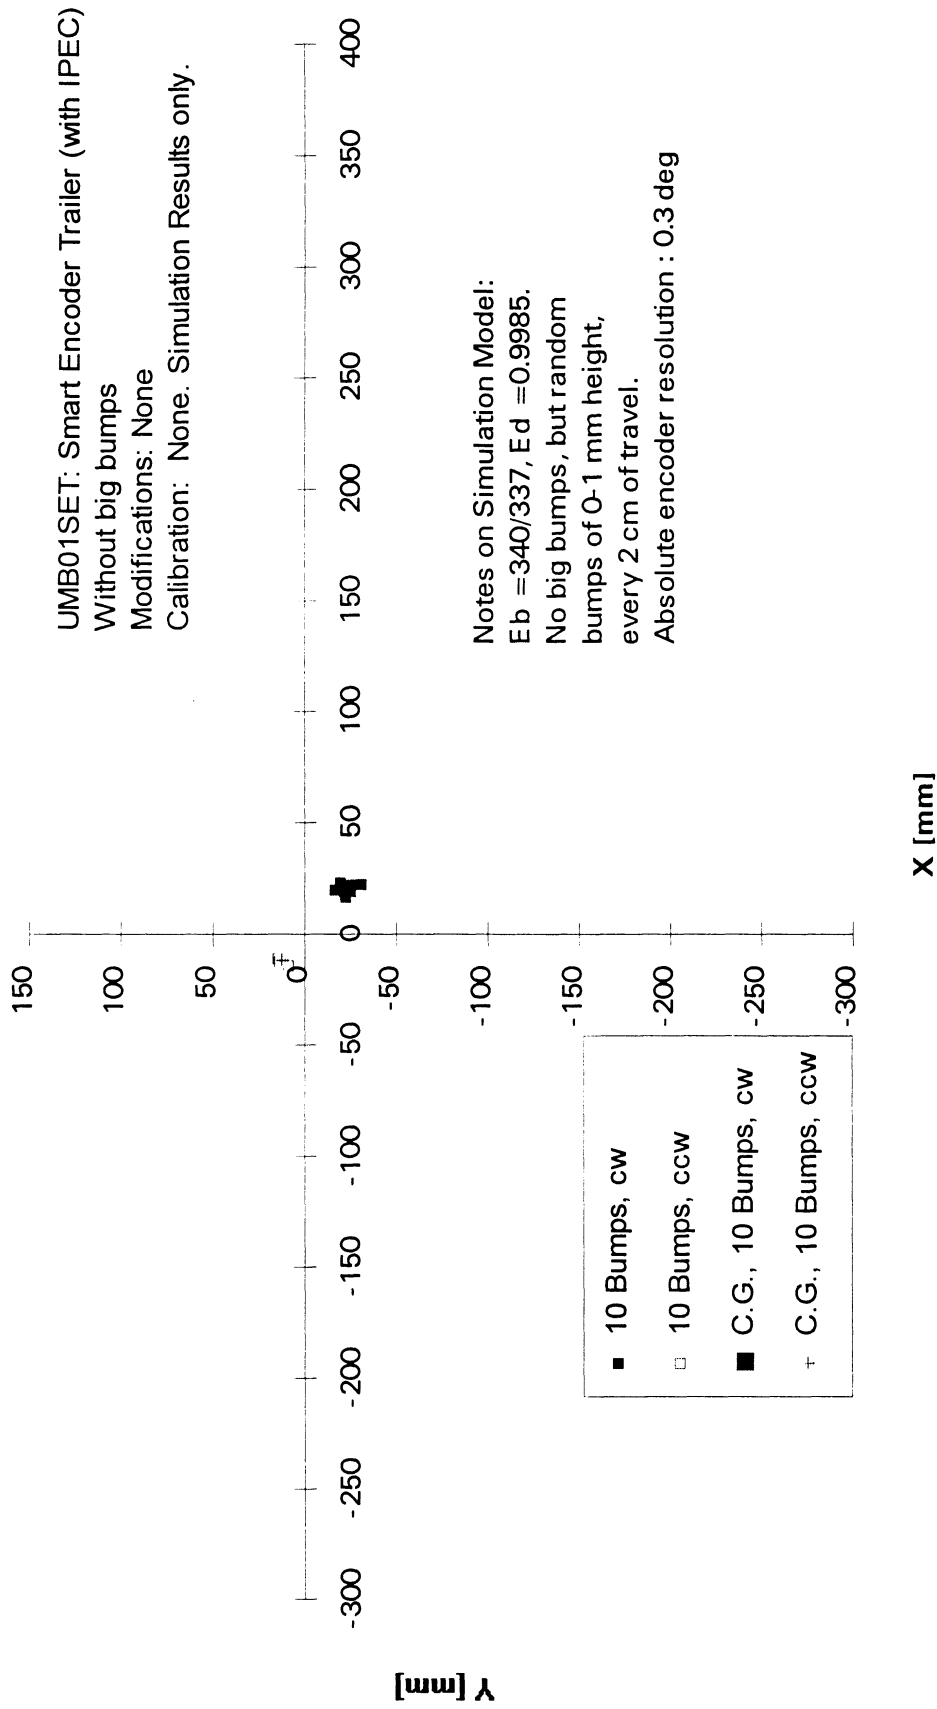 UMB01SET: Smart Encoder Trailer (with IPEC)
Without big bumps
Modifications: None
Calibration: None. Simulation Results only.
150
100
50
0
-50
-100
-150
-200
-250
-300
-300
-250
-200
-150
-100
-50
0
50
100
150
200
250
300
350
400
Notes on Simulation Model:
Eb =340/337, Ed =0.9985.
No big bumps, but random
bumps of 0-1 mm height,
every 2 cm of travel.
Absolute encoder resolution : 0.3 deg
10 Bumps, cw
10 Bumps, ccw
C.G., 10 Bumps, cw
C.G., 10 Bumps, ccw
Y [mm]
X [mm]